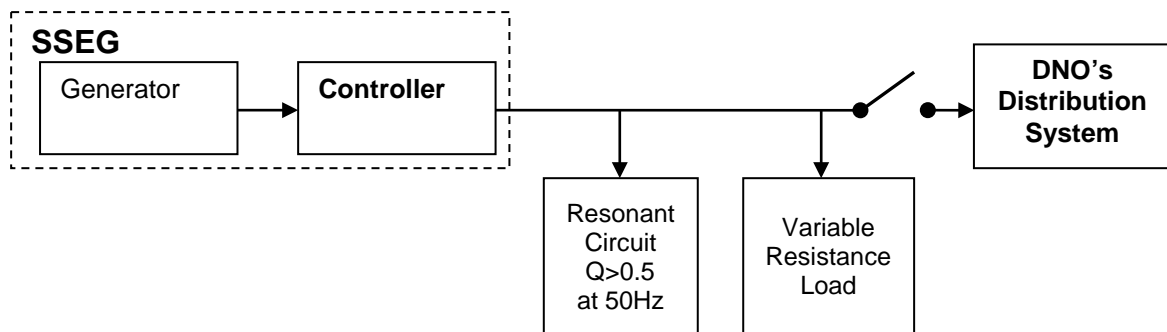 SSEG
Generator
Controller
DNO's
Distribution
System
Resonant
Circuit
Q>0.5
at 50Hz
Variable
Resistance
Load